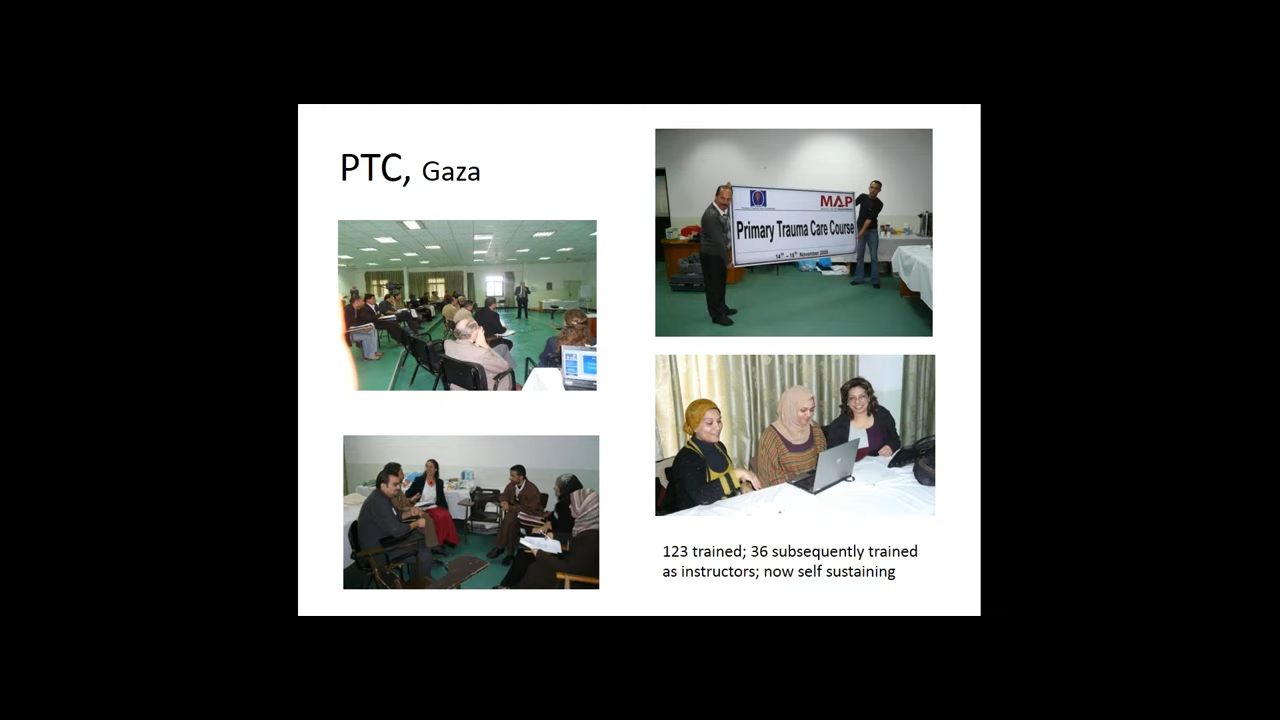 PTC, Gaza
MAP
Primary Trauma Care Course
123 trained; 36 subsequently trained
as instructors; now self sustaining